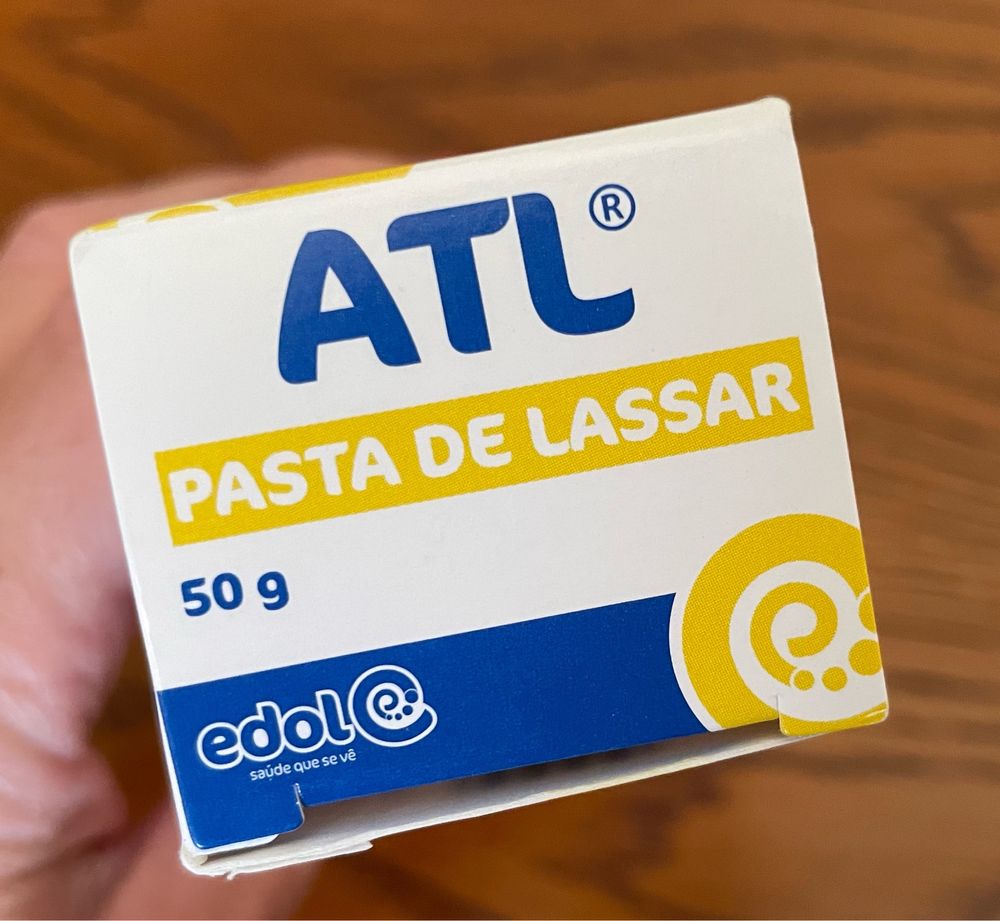 ATL®
PASTA DE LASSAR
50 g
edol
saúde que se vê